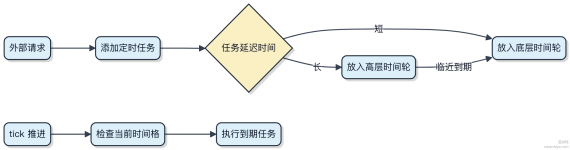 外部请求
添加定时任务
任务延迟时间
短
长
放入高层时间轮
临近到期
放入底层时间轮
tick 推进
检查当前时间格
执行到期任务